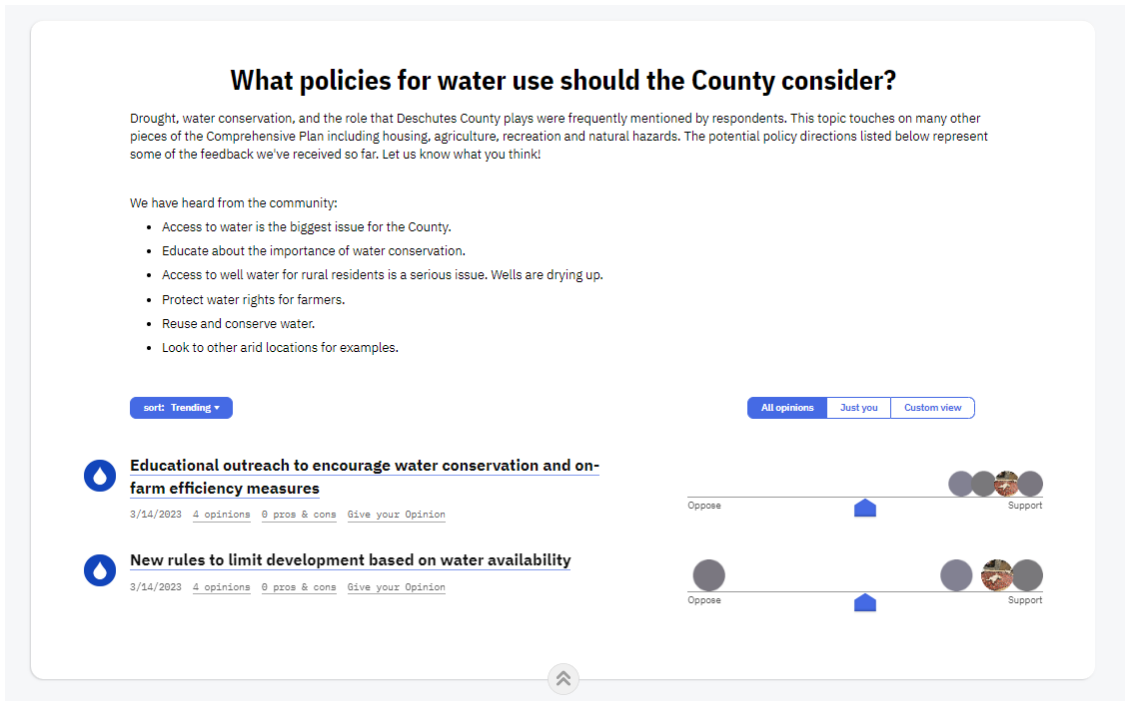 What policies for water use should the County consider?
Drought, water conservation, and the role that Deschutes County plays were frequently mentioned by respondents. This topic touches on many other
pieces of the Comprehensive Plan including housing, agriculture, recreation and natural hazards. The potential policy directions listed below represent
some of the feedback we've received so far. Let us know what you think!
We have heard from the community:
• Access to water is the biggest issue for the County.
• Educate about the importance of water conservation.
• Access to well water for rural residents is a serious issue. Wells are drying up.
• Protect water rights for farmers.
• Reuse and conserve water.
• Look to other arid locations for examples.
sort: Trending ▾
All opinions Just you Custom view
Educational outreach to encourage water conservation and on-
farm efficiency measures
3/14/2023 4 opinions 0 pros & cons Give your Opinion
Oppose Support
New rules to limit development based on water availability
3/14/2023 4 opinions 0 pros & cons Give your Opinion
Oppose Support